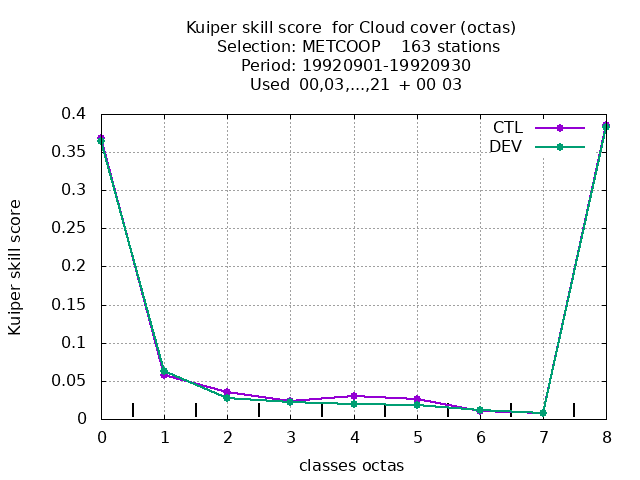 Kuiper skill score  for Cloud cover (octas)
Selection: METCOOP    163 stations
Period: 19920901-19920930
Used  00,03,...,21  + 00 03
0.4
0.35
0.3
0.25
0.2
0.15
0.1
0.05
0
Kuiper skill score
CTL
DEV
0 1 2 3 4 5 6 7 8
classes octas